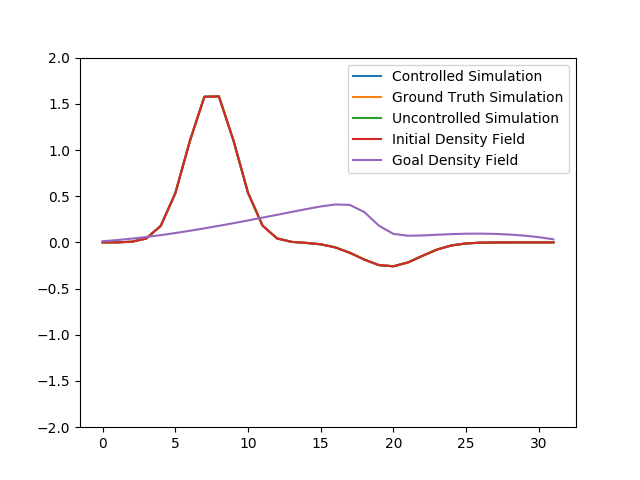 2.0
1.5
1.0
0.5
0.0
−0.5
−1.0
−1.5
−2.0
0 5 10 15 20 25 30
Controlled Simulation
Ground Truth Simulation
Uncontrolled Simulation
Initial Density Field
Goal Density Field